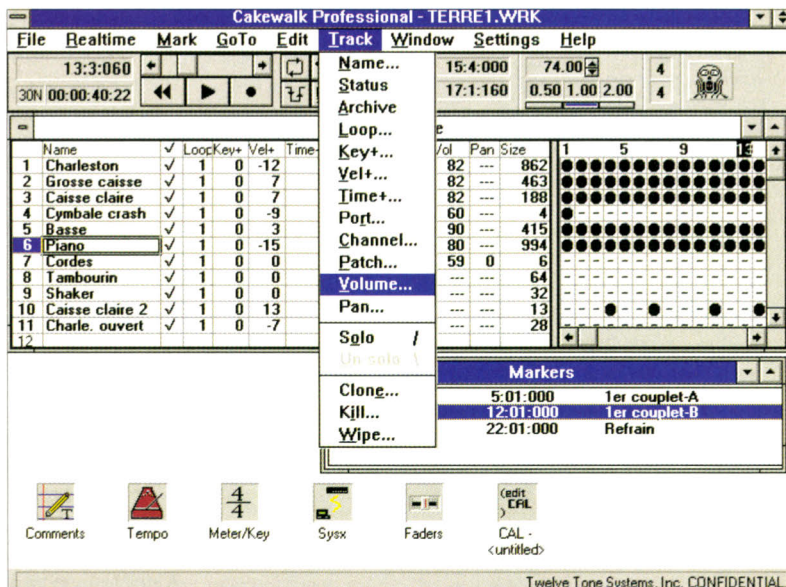 Cakewalk Professional - TERRE1.WRK
File Realtime Mark GoTo Edit Track Window Settings Help
13:3:060
30N 00:00:40:22
15:4:000
17:1:160
74.00
0.50 1.00 2.00
4
4
Name...
Status
Archive
Loop...
Key+...
Vel+...
Time+...
Port...
Channel...
Patch...
Volume...
Pan...
Solo /
Un-solo \
Clone...
Kill...
Wipe...
Name ✓ Loop Key+ Vel+ Time+ Pan Size 1 5 9 13
1 Charleston ✓ 1 0 -12 82 --- 862
2 Grosse caisse ✓ 1 0 7 82 --- 463
3 Caisse claire ✓ 1 0 7 82 --- 188
4 Cymbale crash ✓ 1 0 -9 60 --- 4
5 Basse ✓ 1 0 3 90 --- 415
6 Piano ✓ 1 0 -15 80 --- 994
7 Cordes ✓ 1 0 0 59 0 6
8 Tambourin ✓ 1 0 0 --- --- 64
9 Shaker ✓ 1 0 0 --- --- 32
10 Caisse claire 2 ✓ 1 0 13 --- --- 13
11 Charle. ouvert ✓ 1 0 -7 --- --- 28
12
Markers
5:01:000 1er couplet-A
12:01:000 1er couplet-B
22:01:000 Refrain
Comments
Tempo
4
4
Meter/Key
Sysx
Faders
(edit
CAL
)
CAL -
<untitled>
Twelve Tone Systems, Inc. CONFIDENTIAL